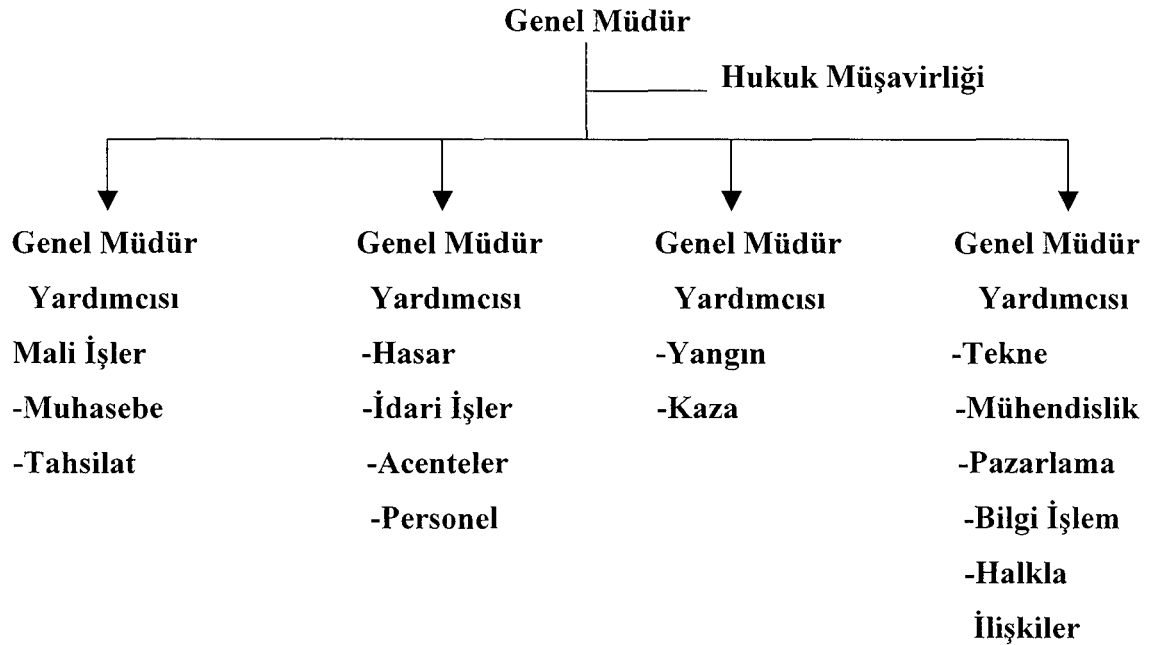 Genel Müdür
Hukuk Müşavirliği
Genel Müdür
Yardımcısı
Mali İşler
-Muhasebe
-Tahsilat
Genel Müdür
Yardımcısı
-Hasar
-İdari İşler
-Acenteler
-Personel
Genel Müdür
Yardımcısı
-Yangın
-Kaza
Genel Müdür
Yardımcısı
-Tekne
-Mühendislik
-Pazarlama
-Bilgi İşlem
-Halkla
İlişkiler